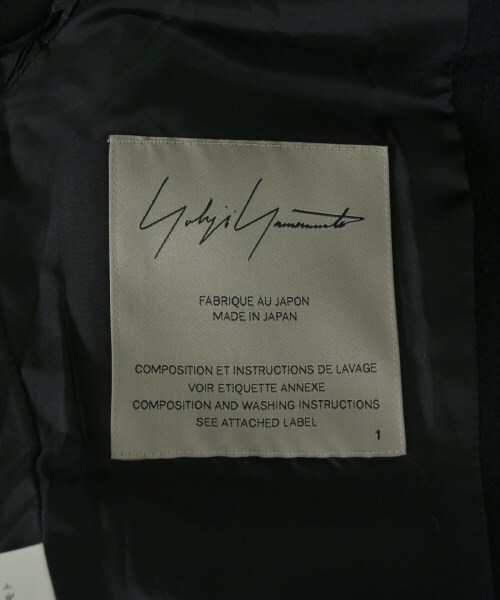 Yohji Yamamoto
FABRIQUE AU JAPON
MADE IN JAPAN
COMPOSITION ET INSTRUCTIONS DE LAVAGE
VOIR ETIQUETTE ANNEXE
COMPOSITION AND WASHING INSTRUCTIONS
SEE ATTACHED LABEL
1